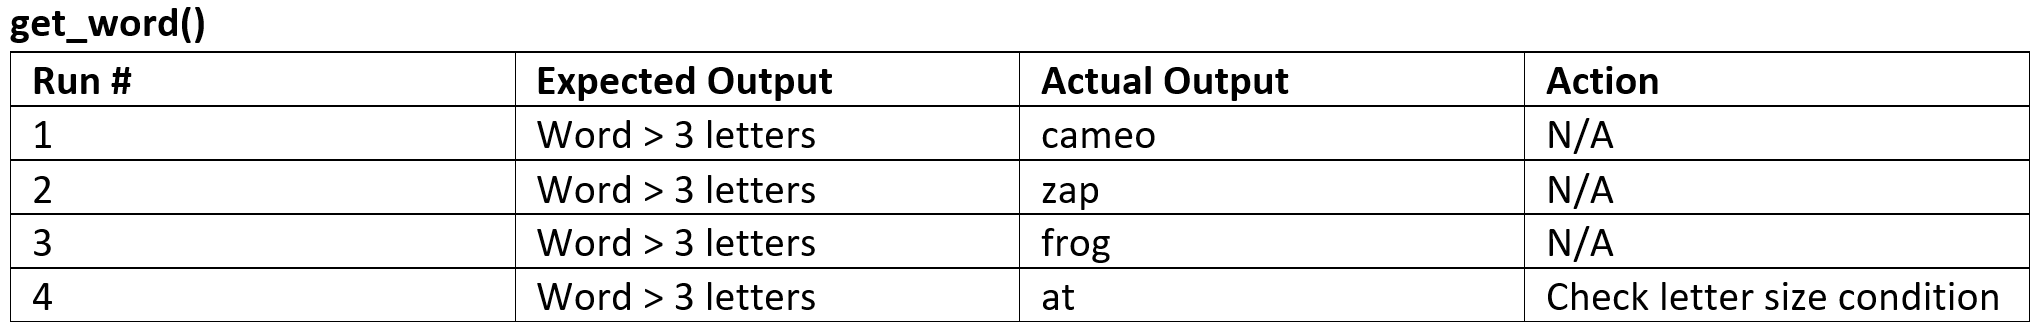 get_word()
Run # Expected Output Actual Output Action
1 Word > 3 letters cameo N/A
2 Word > 3 letters zap N/A
3 Word > 3 letters frog N/A
4 Word > 3 letters at Check letter size condition